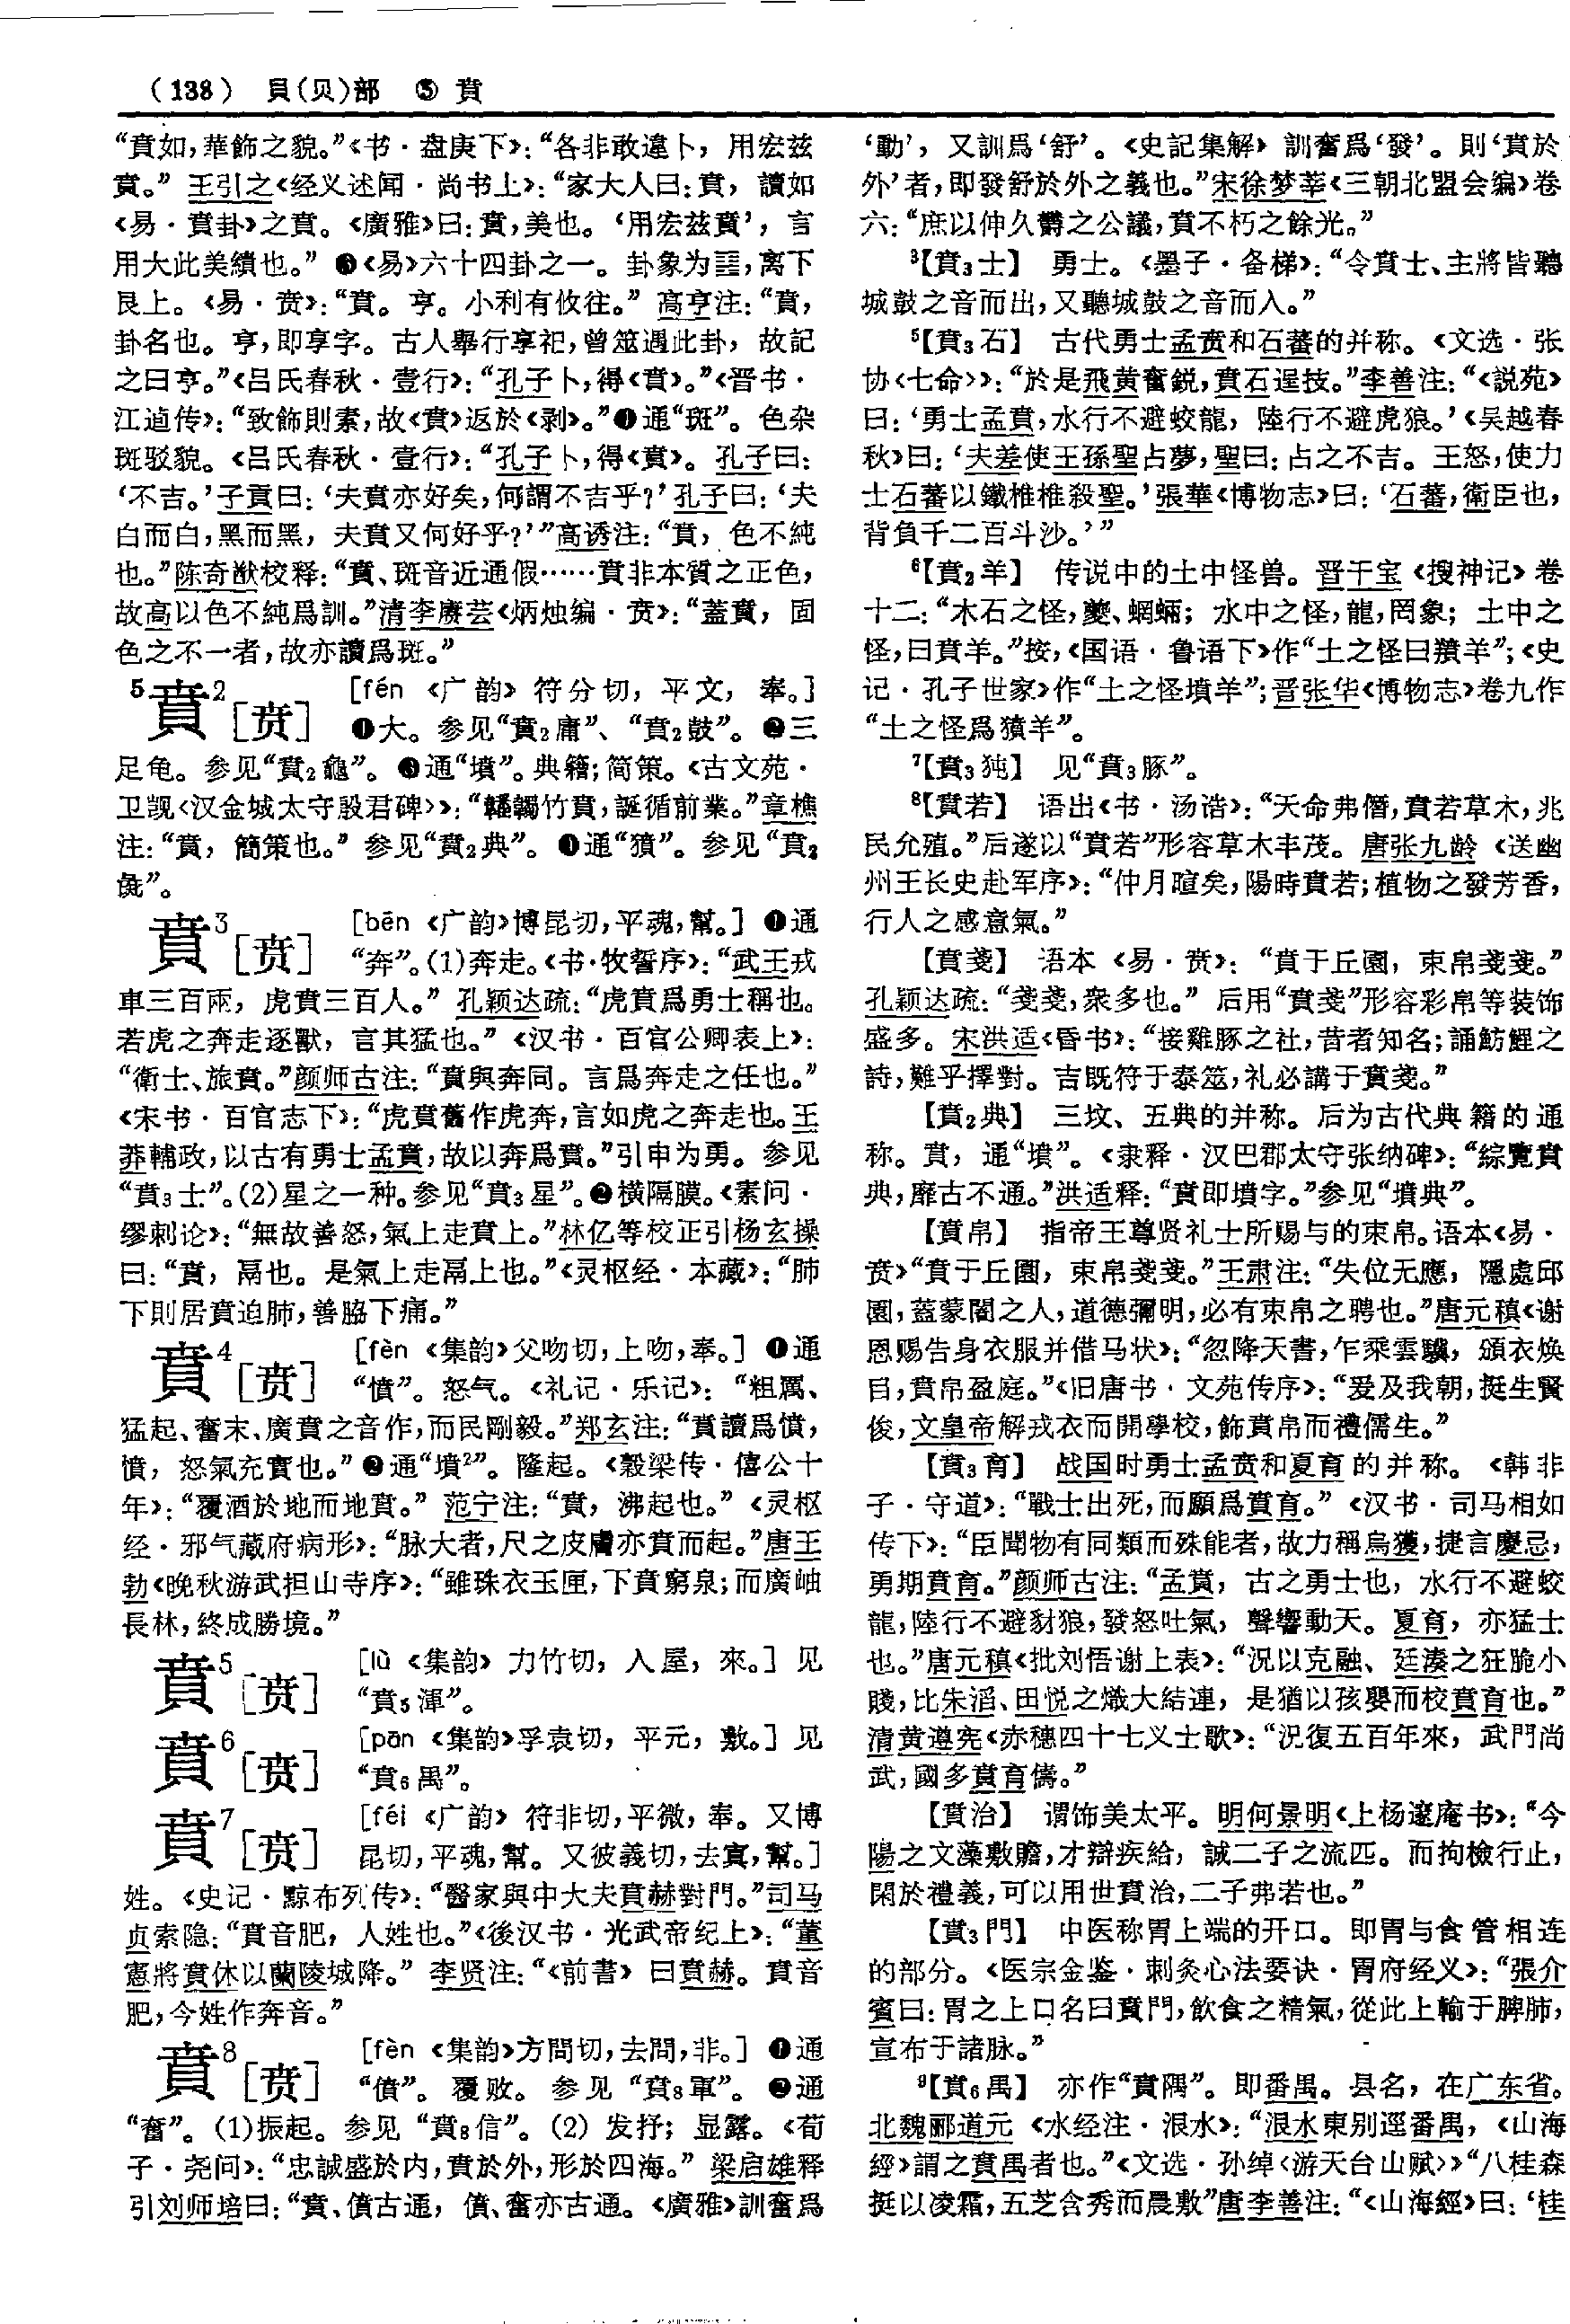 （138） 貝(贝)部 ⑤ 賁
“賁如，華飾之貌。”《书·盘庚下》：“各非敢違卜，用宏兹
賁。”王引之《经义述闻·尚书上》：“家大人曰：賁，讀如
《易·賁卦》之賁。《廣雅》曰：賁，美也。‘用宏兹賁’，言
用大此美績也。”❸《易》六十四卦之一。卦象为䷕，离下
艮上。《易·贲》：“賁。亨。小利有攸往。”高亨注：“賁，
卦名也。亨，即享字。古人舉行享祀，曾筮遇此卦，故記
之曰亨。”《吕氏春秋·壹行》：“孔子卜，得《賁》。”《晋书·
江逌传》：“致飾則素，故《賁》返於《剥》。”❹通“斑”。色杂
斑驳貌。《吕氏春秋·壹行》：“孔子卜，得《賁》。孔子曰：
‘不吉。’子貢曰：‘夫賁亦好矣，何謂不吉乎？’孔子曰：‘夫
白而白，黑而黑，夫賁又何好乎？’”高诱注：“賁，色不純
也。”陈奇猷校释：“賁、斑音近通假……賁非本質之正色，
故高以色不純爲訓。”清李赓芸《炳烛编·贲》：“蓋賁，固
色之不一者，故亦讀爲斑。”
5賁2［贲］ ［fén 《广韵》符分切，平文，奉。］
❶大。参见“賁₂庸”、“賁₂鼓”。❷三
足龟。参见“賁₂龜”。❸通“墳”。典籍；简策。《古文苑·
卫觊〈汉金城太守殷君碑〉》：“韜韣竹賁，誕循前業。”章樵
注：“賁，簡策也。”参见“賁₂典”。❹通“獖”。参见“賁₂
彘”。
賁3［贲］ ［bēn 《广韵》博昆切，平魂，幫。］❶通
“奔”。(1)奔走。《书·牧誓序》：“武王戎
車三百兩，虎賁三百人。”孔颖达疏：“虎賁爲勇士稱也。
若虎之奔走逐獸，言其猛也。”《汉书·百官公卿表上》：
“衛士、旅賁。”颜师古注：“賁與奔同。言爲奔走之任也。”
《宋书·百官志下》：“虎賁舊作虎奔，言如虎之奔走也。王
莽輔政，以古有勇士孟賁，故以奔爲賁。”引申为勇。参见
“賁₃士”。(2)星之一种。参见“賁₃星”。❷横隔膜。《素问·
缪刺论》：“無故善怒，氣上走賁上。”林亿等校正引杨玄操
曰：“賁，鬲也。是氣上走鬲上也。”《灵枢经·本藏》：“肺
下則居賁迫肺，善脇下痛。”
賁4［贲］ ［fèn 《集韵》父吻切，上吻，奉。］❶通
“憤”。怒气。《礼记·乐记》：“粗厲、
猛起、奮末、廣賁之音作，而民剛毅。”郑玄注：“賁讀爲憤，
憤，怒氣充實也。”❷通“墳²”。隆起。《穀梁传·僖公十
年》：“覆酒於地而地賁。”范宁注：“賁，沸起也。”《灵枢
经·邪气藏府病形》：“脉大者，尺之皮膚亦賁而起。”唐王
勃《晚秋游武担山寺序》：“雖珠衣玉匣，下賁窮泉；而廣岫
長林，終成勝境。”
賁5［贲］ ［lù 《集韵》力竹切，入屋，來。］见
“賁₅渾”。
賁6［贲］ ［pān 《集韵》孚袁切，平元，敷。］见
“賁₆禺”。
賁7［贲］ ［féi 《广韵》符非切，平微，奉。又博
昆切，平魂，幫。又彼義切，去寘，幫。］
姓。《史记·黥布列传》：“醫家與中大夫賁赫對門。”司马
贞索隐：“賁音肥，人姓也。”《後汉书·光武帝纪上》：“董
憲將賁休以蘭陵城降。”李贤注：“《前書》曰賁赫。賁音
肥，今姓作奔音。”
賁8［贲］ ［fèn 《集韵》方問切，去問，非。］❶通
“僨”。覆败。参见“賁₈軍”。❷通
“奮”。(1)振起。参见“賁₈信”。(2)发抒；显露。《荀
子·尧问》：“忠誠盛於内，賁於外，形於四海。”梁启雄释
引刘师培曰：“賁、僨古通，僨、奮亦古通。《廣雅》訓奮爲
‘動’，又訓爲‘舒’。《史記集解》訓奮爲‘發’。則‘賁於
外’者，即發舒於外之義也。”宋徐梦莘《三朝北盟会编》卷
六：“庶以伸久鬱之公議，賁不朽之餘光。”
3【賁₃士】 勇士。《墨子·备梯》：“令賁士、主將皆聽
城鼓之音而出，又聽城鼓之音而入。”
5【賁₃石】 古代勇士孟贲和石蕃的并称。《文选·张
协〈七命〉》：“於是飛黄奮鋭，賁石逞技。”李善注：“《説苑》
曰：‘勇士孟賁，水行不避蛟龍，陸行不避虎狼。’《吴越春
秋》曰：‘夫差使王孫聖占夢，聖曰：占之不吉。王怒，使力
士石蕃以鐵椎椎殺聖。’張華《博物志》曰：‘石蕃，衛臣也，
背負千二百斗沙。’”
6【賁₂羊】 传说中的土中怪兽。晋干宝《搜神记》卷
十二：“木石之怪，夔、蝄蜽；水中之怪，龍，罔象；土中之
怪，曰賁羊。”按，《国语·鲁语下》作“土之怪曰羵羊”；《史
记·孔子世家》作“土之怪墳羊”；晋张华《博物志》卷九作
“土之怪爲獖羊”。
7【賁₃㹠】 见“賁₃豚”。
8【賁若】 语出《书·汤诰》：“天命弗僭，賁若草木，兆
民允殖。”后遂以“賁若”形容草木丰茂。唐张九龄《送幽
州王长史赴军序》：“仲月暄矣，陽時賁若；植物之發芳香，
行人之感意氣。”
【賁戔】 语本《易·贲》：“賁于丘園，束帛戔戔。”
孔颖达疏：“戔戔，衆多也。”后用“賁戔”形容彩帛等装饰
盛多。宋洪适《昏书》：“接雞豚之社，昔者知名；誦魴鯉之
詩，難乎擇對。吉既符于泰筮，礼必講于賁戔。”
【賁₂典】 三坟、五典的并称。后为古代典籍的通
称。賁，通“墳”。《隶释·汉巴郡太守张纳碑》：“綜覽賁
典，靡古不通。”洪适释：“賁即墳字。”参见“墳典”。
【賁帛】 指帝王尊贤礼士所赐与的束帛。语本《易·
贲》“賁于丘園，束帛戔戔。”王肃注：“失位无應，隱處邱
園，蓋蒙闇之人，道德彌明，必有束帛之聘也。”唐元稹《谢
恩赐告身衣服并借马状》：“忽降天書，乍乘雲驥，頒衣焕
目，賁帛盈庭。”《旧唐书·文苑传序》：“爰及我朝，挺生賢
俊，文皇帝解戎衣而開學校，飾賁帛而禮儒生。”
【賁₃育】 战国时勇士孟贲和夏育的并称。《韩非
子·守道》：“戰士出死，而願爲賁育。”《汉书·司马相如
传下》：“臣聞物有同類而殊能者，故力稱烏獲，捷言慶忌，
勇期賁育。”颜师古注：“孟賁，古之勇士也，水行不避蛟
龍，陸行不避豺狼，發怒吐氣，聲響動天。夏育，亦猛士
也。”唐元稹《批刘悟谢上表》：“況以克融、廷湊之狂脆小
賤，比朱滔、田悦之熾大結連，是猶以孩嬰而校賁育也。”
清黄遵宪《赤穗四十七义士歌》：“況復五百年來，武門尚
武，國多賁育儔。”
【賁治】 谓饰美太平。明何景明《上杨邃庵书》：“今
陽之文藻敷贍，才辯疾給，誠二子之流匹。而拘檢行止，
閑於禮義，可以用世賁治，二子弗若也。”
【賁₃門】 中医称胃上端的开口。即胃与食管相连
的部分。《医宗金鉴·刺灸心法要诀·胃府经义》：“張介
賓曰：胃之上口名曰賁門，飲食之精氣，從此上輸于脾肺，
宣布于諸脉。”
9【賁₆禺】 亦作“賁隅”。即番禺。县名，在广东省。
北魏郦道元《水经注·泿水》：“泿水東别逕番禺，《山海
經》謂之賁禺者也。”《文选·孙绰〈游天台山赋〉》“八桂森
挺以凌霜，五芝含秀而晨敷”唐李善注：“《山海經》曰：‘桂